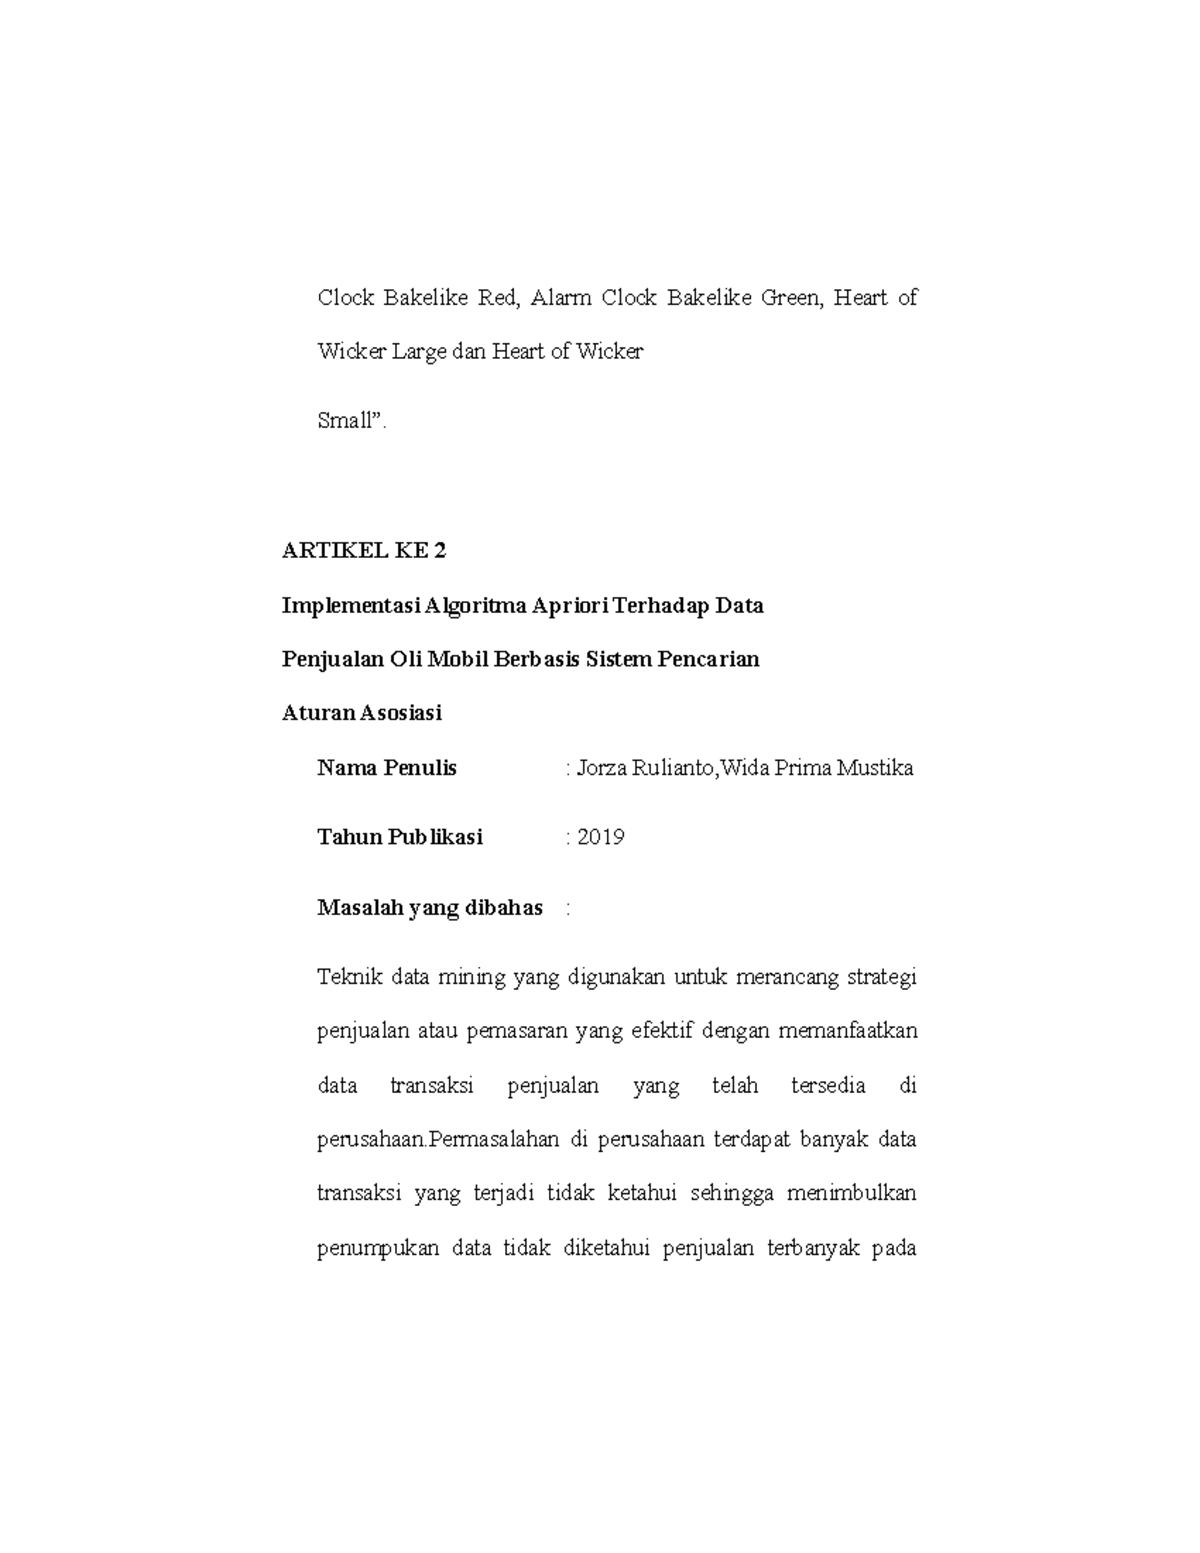 Clock Bakelike Red, Alarm Clock Bakelike Green, Heart of
Wicker Large dan Heart of Wicker
Small”.
ARTIKEL KE 2
Implementasi Algoritma Apriori Terhadap Data
Penjualan Oli Mobil Berbasis Sistem Pencarian
Aturan Asosiasi
Nama Penulis : Jorza Rulianto,Wida Prima Mustika
Tahun Publikasi : 2019
Masalah yang dibahas :
Teknik data mining yang digunakan untuk merancang strategi
penjualan atau pemasaran yang efektif dengan memanfaatkan
data transaksi penjualan yang telah tersedia di
perusahaan.Permasalahan di perusahaan terdapat banyak data
transaksi yang terjadi tidak ketahui sehingga menimbulkan
penumpukan data tidak diketahui penjualan terbanyak pada